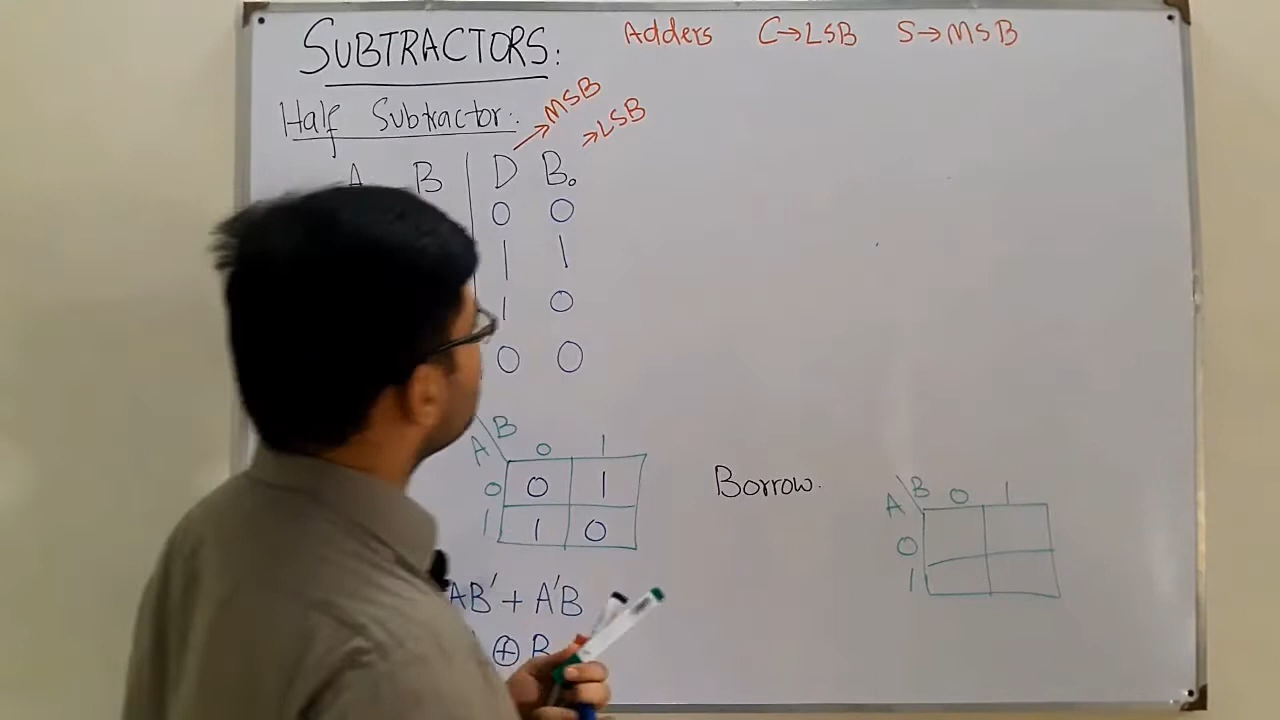 SUBTRACTORS: Adders C→LSB S→MSB
Half Subtractor:
→MSB →LSB
A B D B₀
0 0
1 1
1 0
0 0
B
A 0 1
0 0 1
1 1 0
Borrow.
B 0 1
A
0
1
AB' + A'B
⊕ B